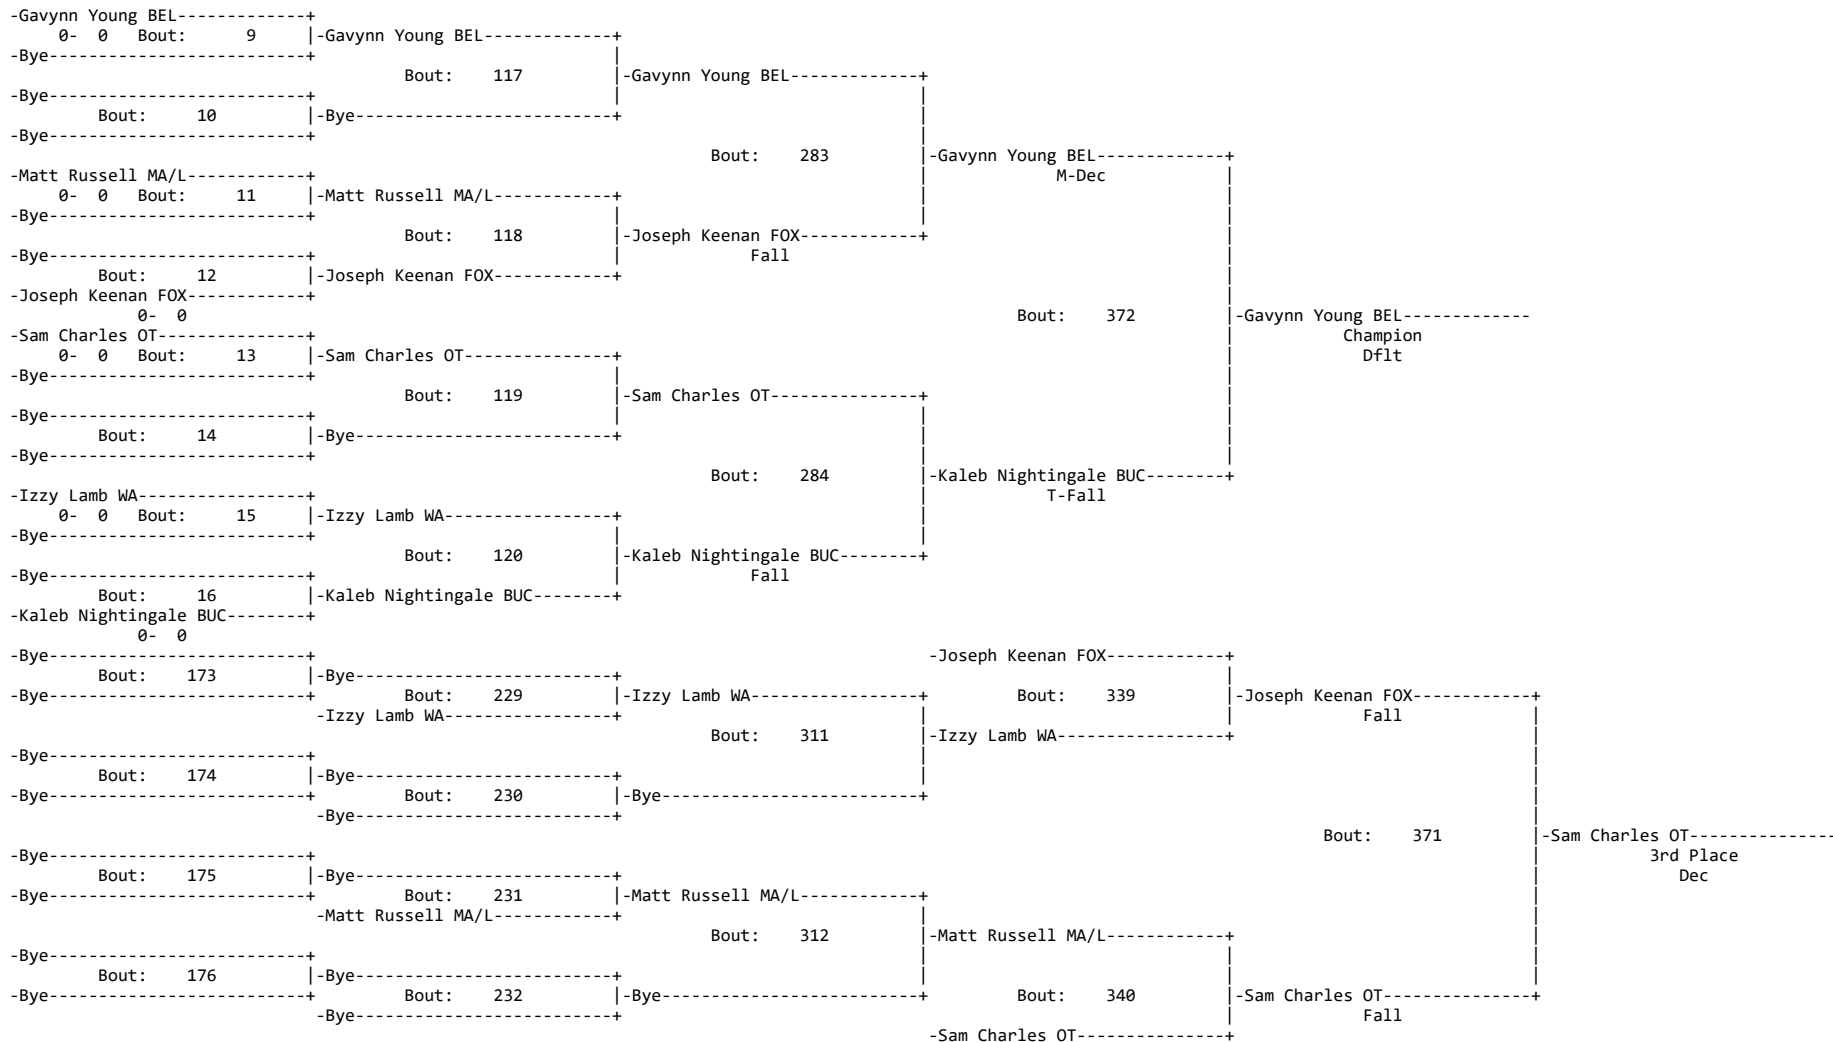 -Gavynn Young BEL-------------+
0- 0 Bout: 9 |-Gavynn Young BEL-------------+
-Bye--------------------------+ |
Bout: 117 |-Gavynn Young BEL-------------+
-Bye--------------------------+ | |
Bout: 10 |-Bye--------------------------+ |
-Bye--------------------------+ |
Bout: 283 |-Gavynn Young BEL-------------+
-Matt Russell MA/L------------+ | M-Dec |
0- 0 Bout: 11 |-Matt Russell MA/L------------+ | |
-Bye--------------------------+ | | |
Bout: 118 |-Joseph Keenan FOX------------+ |
-Bye--------------------------+ | Fall |
Bout: 12 |-Joseph Keenan FOX------------+ |
-Joseph Keenan FOX------------+ |
0- 0 Bout: 372 |-Gavynn Young BEL-------------
-Sam Charles OT---------------+ | Champion
0- 0 Bout: 13 |-Sam Charles OT---------------+ | Dflt
-Bye--------------------------+ | |
Bout: 119 |-Sam Charles OT---------------+ |
-Bye--------------------------+ | | |
Bout: 14 |-Bye--------------------------+ | |
-Bye--------------------------+ | |
Bout: 284 |-Kaleb Nightingale BUC--------+
-Izzy Lamb WA-----------------+ | T-Fall
0- 0 Bout: 15 |-Izzy Lamb WA-----------------+ |
-Bye--------------------------+ | |
Bout: 120 |-Kaleb Nightingale BUC--------+
-Bye--------------------------+ | Fall
Bout: 16 |-Kaleb Nightingale BUC--------+
-Kaleb Nightingale BUC--------+
0- 0
-Bye--------------------------+ -Joseph Keenan FOX------------+
Bout: 173 |-Bye--------------------------+ |
-Bye--------------------------+ Bout: 229 |-Izzy Lamb WA-----------------+ Bout: 339 |-Joseph Keenan FOX------------+
-Izzy Lamb WA-----------------+ | | Fall |
Bout: 311 |-Izzy Lamb WA-----------------+ |
-Bye--------------------------+ | |
Bout: 174 |-Bye--------------------------+ | |
-Bye--------------------------+ Bout: 230 |-Bye--------------------------+ |
-Bye--------------------------+ |
Bout: 371 |-Sam Charles OT---------------
-Bye--------------------------+ | 3rd Place
Bout: 175 |-Bye--------------------------+ | Dec
-Bye--------------------------+ Bout: 231 |-Matt Russell MA/L------------+ |
-Matt Russell MA/L------------+ | |
Bout: 312 |-Matt Russell MA/L------------+ |
-Bye--------------------------+ | | |
Bout: 176 |-Bye--------------------------+ | | |
-Bye--------------------------+ Bout: 232 |-Bye--------------------------+ Bout: 340 |-Sam Charles OT---------------+
-Bye--------------------------+ | Fall
-Sam Charles OT---------------+